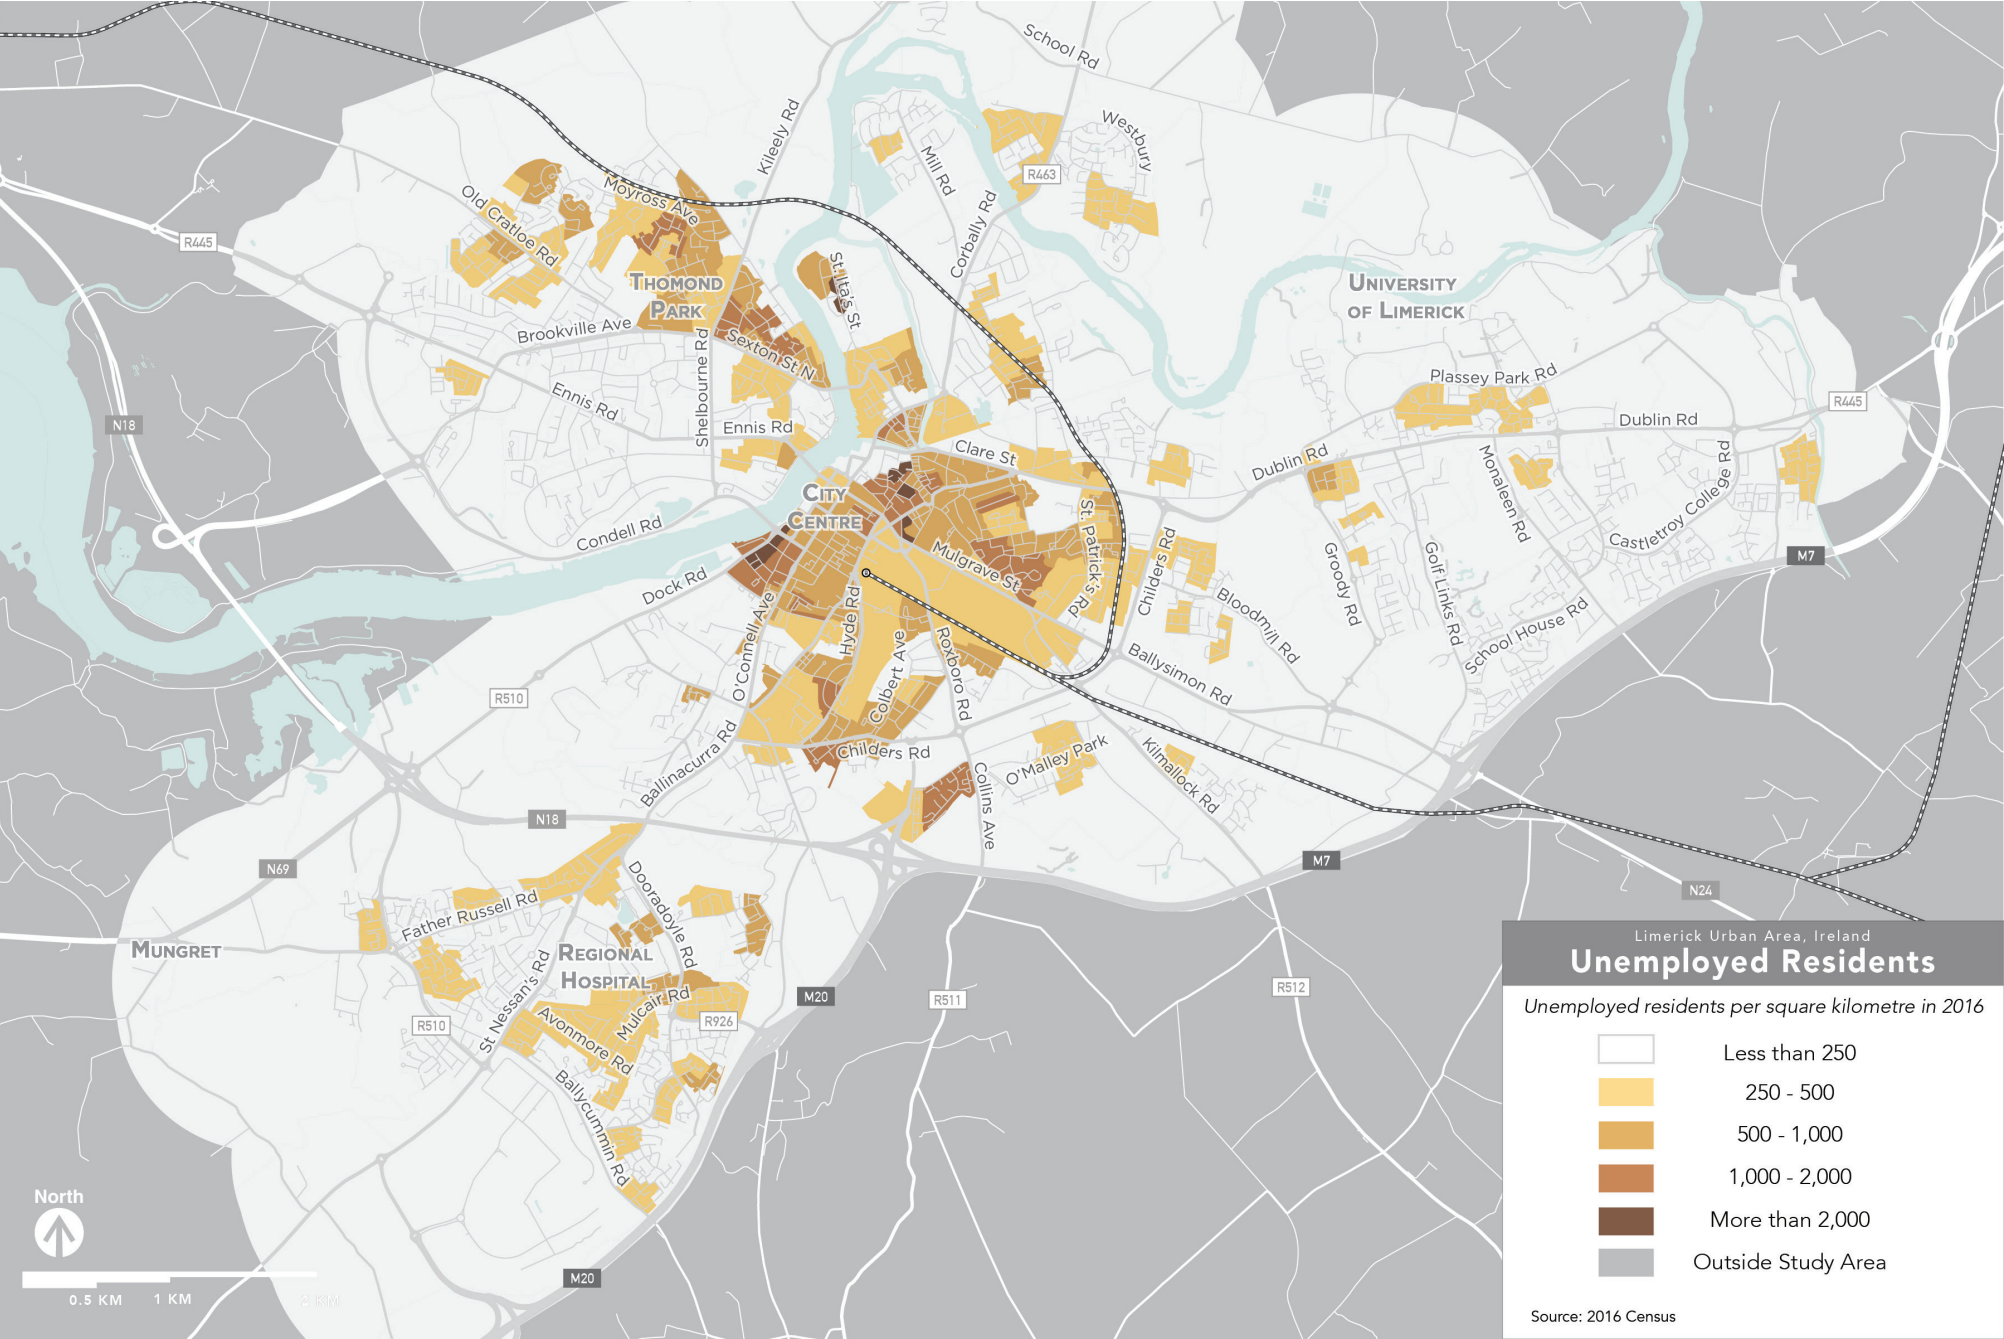 School Rd
Kileely Rd
Westbury
Mill Rd
R463
Moyross Ave
Old Cratloe Rd
Corbally Rd
R445
St. Ita's St
THOMOND
PARK
UNIVERSITY
OF LIMERICK
Brookville Ave
Shelbourne Rd
Sexton St N
Plassey Park Rd
Ennis Rd
R445
N18
Ennis Rd
Dublin Rd
Clare St
Dublin Rd
Monaleen Rd
Castletroy College Rd
CITY
CENTRE
Condell Rd
St. Patrick's Rd
Childers Rd
Mulgrave St
M7
Dock Rd
Groody Rd
Golf Links Rd
Bloodmill Rd
School House Rd
O'Connell Ave
Hyde Rd
Colbert Ave
Roxboro Rd
Ballysimon Rd
R510
Childers Rd
O'Malley Park
Kilmallock Rd
Ballinacurra Rd
Collins Ave
N18
M7
N69
N24
Dooradoyle Rd
Father Russell Rd
MUNGRET
REGIONAL
HOSPITAL
St Nessan's Rd
Mulcair Rd
M20
R511
R512
R510
Avonmore Rd
R926
Ballycummin Rd
M20
North
0.5 KM
1 KM
2 KM
Limerick Urban Area, Ireland
Unemployed Residents
Unemployed residents per square kilometre in 2016
Less than 250
250 - 500
500 - 1,000
1,000 - 2,000
More than 2,000
Outside Study Area
Source: 2016 Census